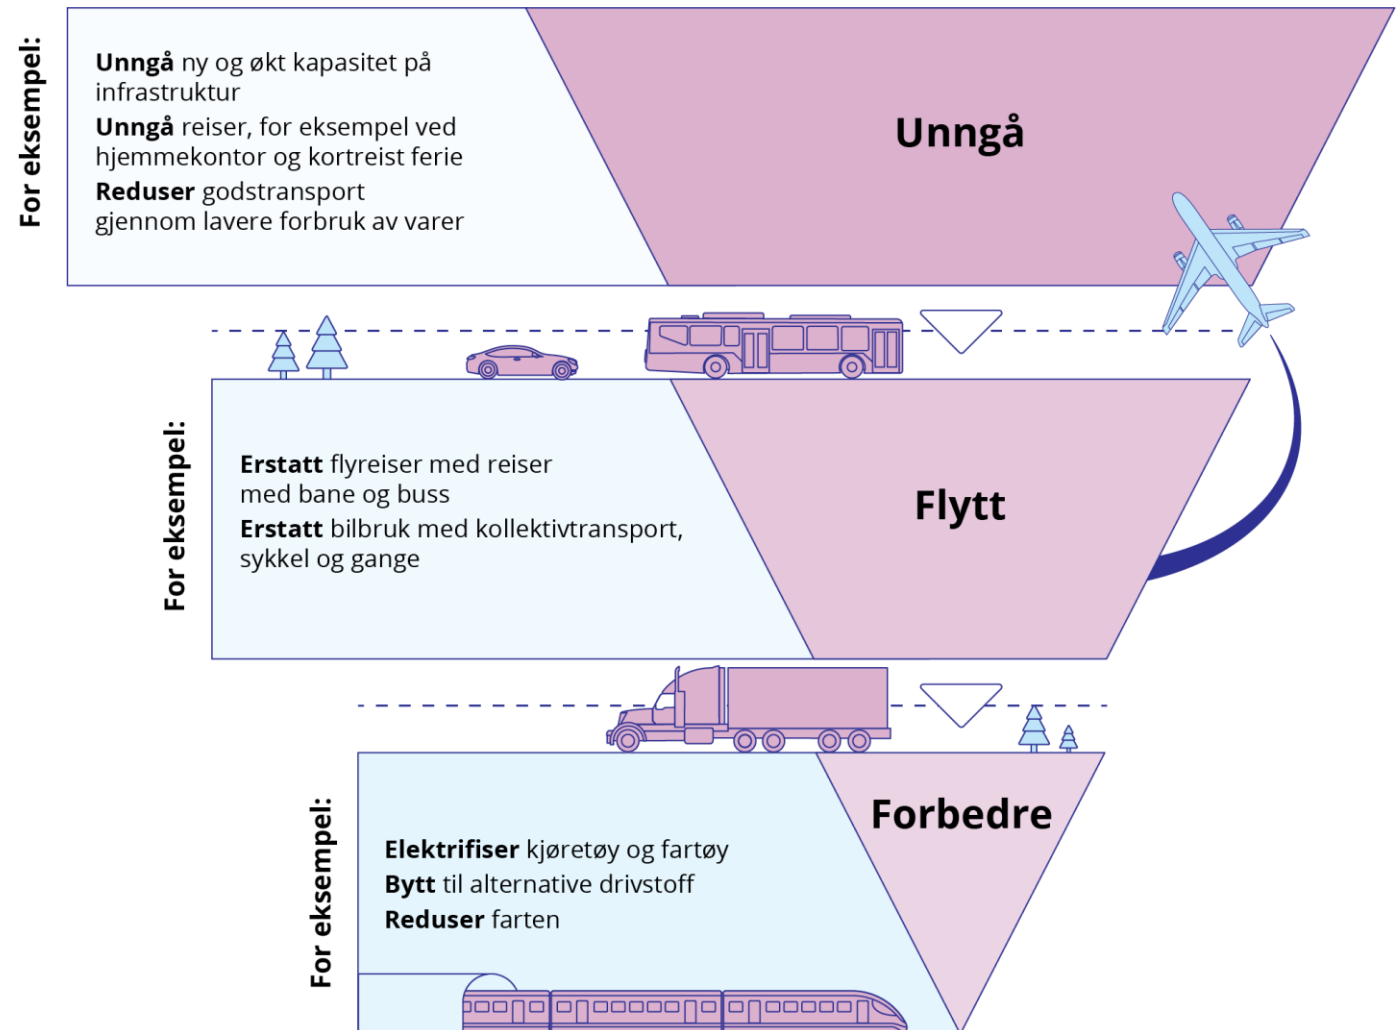 For eksempel:
Unngå ny og økt kapasitet på
infrastruktur
Unngå reiser, for eksempel ved
hjemmekontor og kortreist ferie
Reduser godstransport
gjennom lavere forbruk av varer
Unngå
For eksempel:
Erstatt flyreiser med reiser
med bane og buss
Erstatt bilbruk med kollektivtransport,
sykkel og gange
Flytt
For eksempel:
Elektrifiser kjøretøy og fartøy
Bytt til alternative drivstoff
Reduser farten
Forbedre